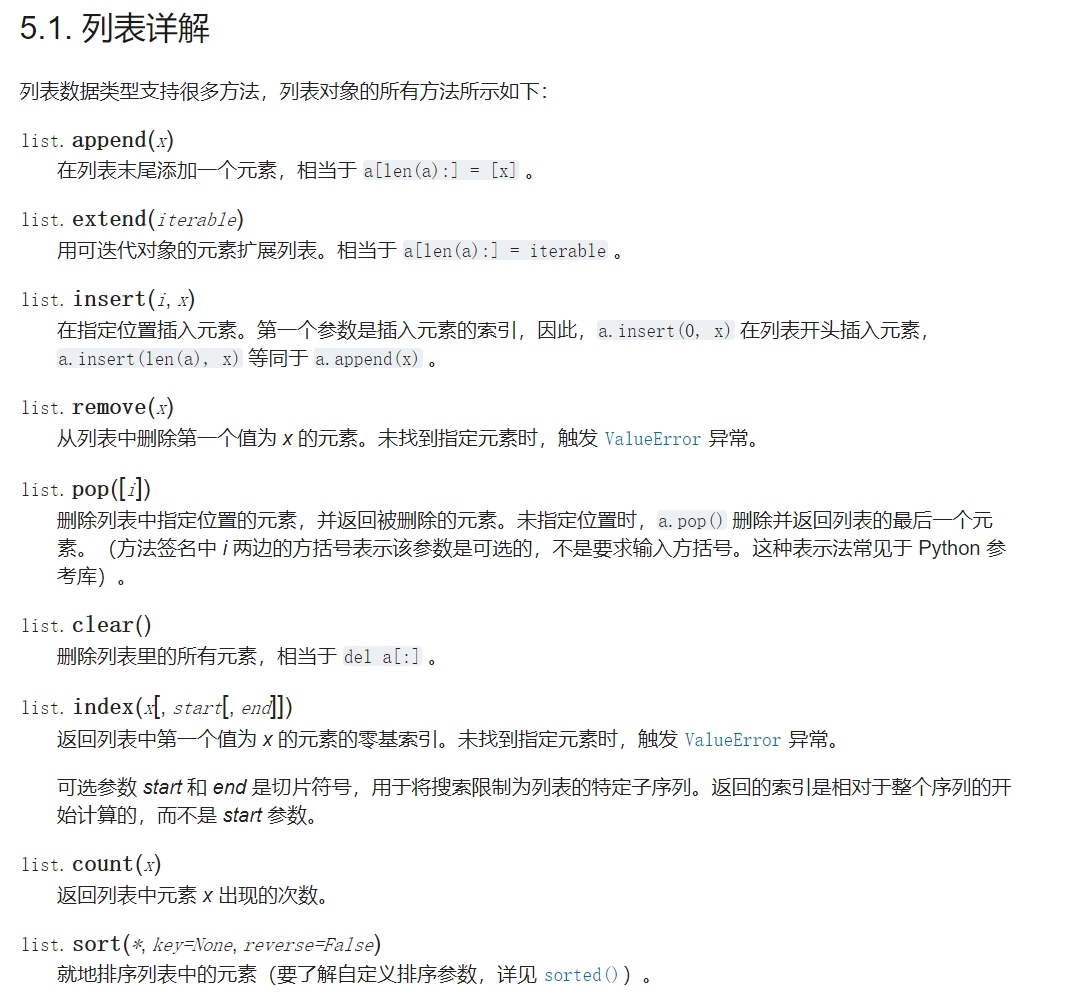 5.1. 列表详解
列表数据类型支持很多方法，列表对象的所有方法所示如下：
list.append(x)
在列表末尾添加一个元素，相当于 a[len(a):] = [x] 。
list.extend(iterable)
用可迭代对象的元素扩展列表。相当于 a[len(a):] = iterable 。
list.insert(i, x)
在指定位置插入元素。第一个参数是插入元素的索引，因此，a.insert(0, x) 在列表开头插入元素，
a.insert(len(a), x) 等同于 a.append(x) 。
list.remove(x)
从列表中删除第一个值为 x 的元素。未找到指定元素时，触发 ValueError 异常。
list.pop([i])
删除列表中指定位置的元素，并返回被删除的元素。未指定位置时，a.pop() 删除并返回列表的最后一个元
素。（方法签名中 i 两边的方括号表示该参数是可选的，不是要求输入方括号。这种表示法常见于 Python 参
考库）。
list.clear()
删除列表里的所有元素，相当于 del a[:] 。
list.index(x[, start[, end]])
返回列表中第一个值为 x 的元素的零基索引。未找到指定元素时，触发 ValueError 异常。
可选参数 start 和 end 是切片符号，用于将搜索限制为列表的特定子序列。返回的索引是相对于整个序列的开
始计算的，而不是 start 参数。
list.count(x)
返回列表中元素 x 出现的次数。
list.sort(*, key=None, reverse=False)
就地排序列表中的元素（要了解自定义排序参数，详见 sorted()）。